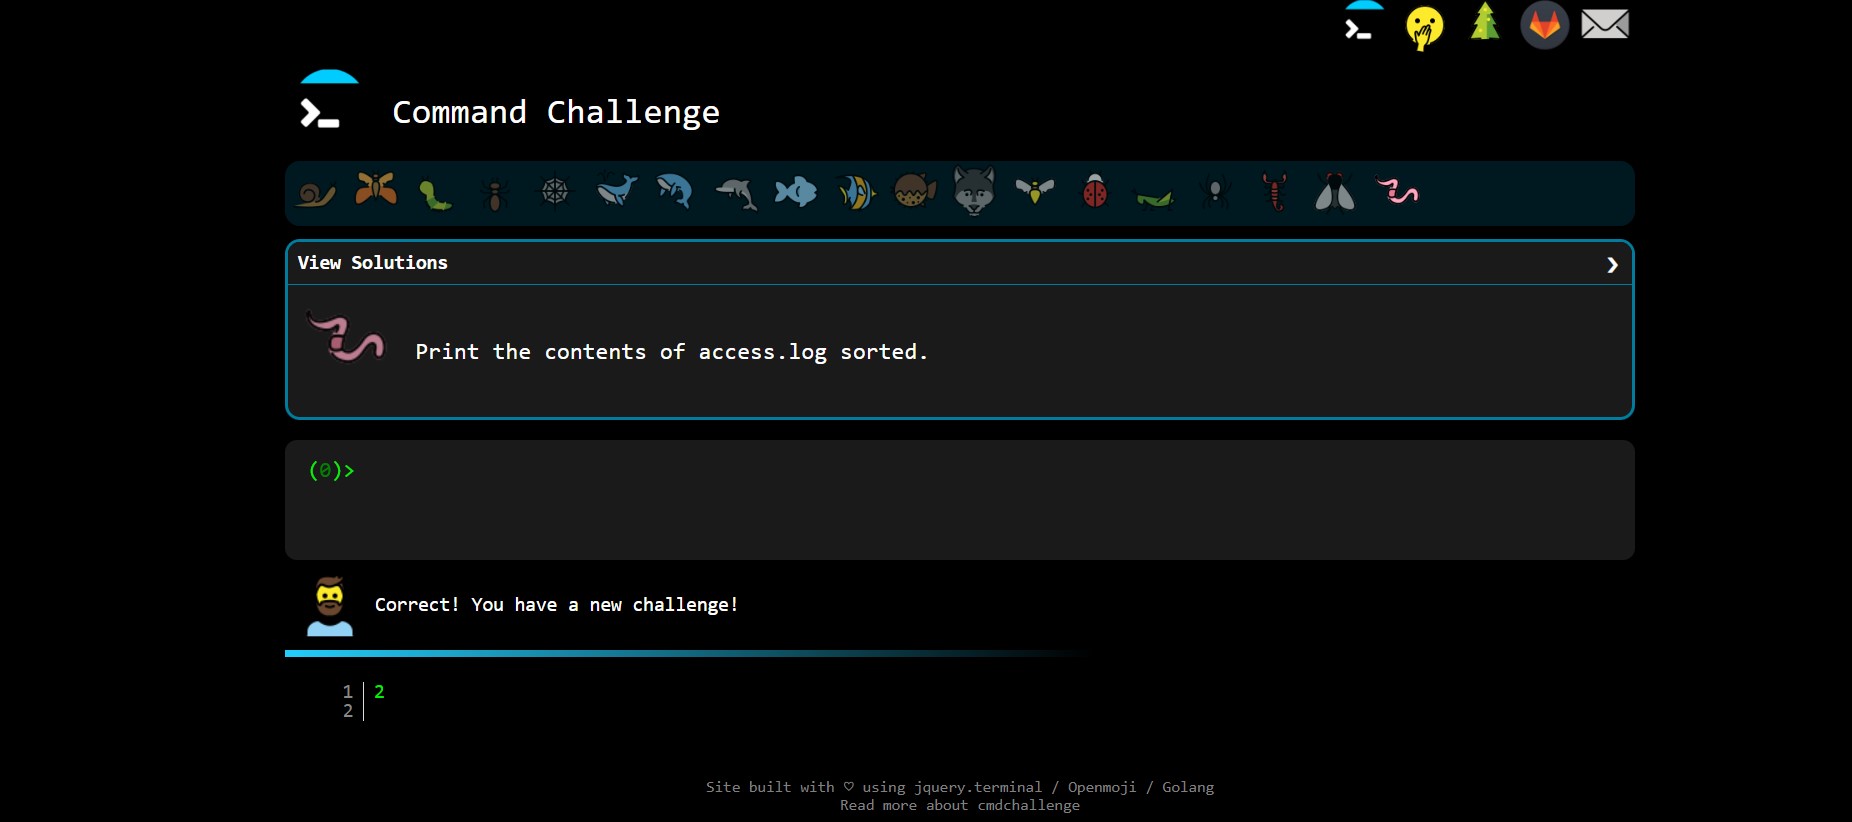 Command Challenge
View Solutions
Print the contents of access.log sorted.
(0)>
Correct! You have a new challenge!
1 2
2
Site built with ♡ using jquery.terminal / Openmoji / Golang
Read more about cmdchallenge